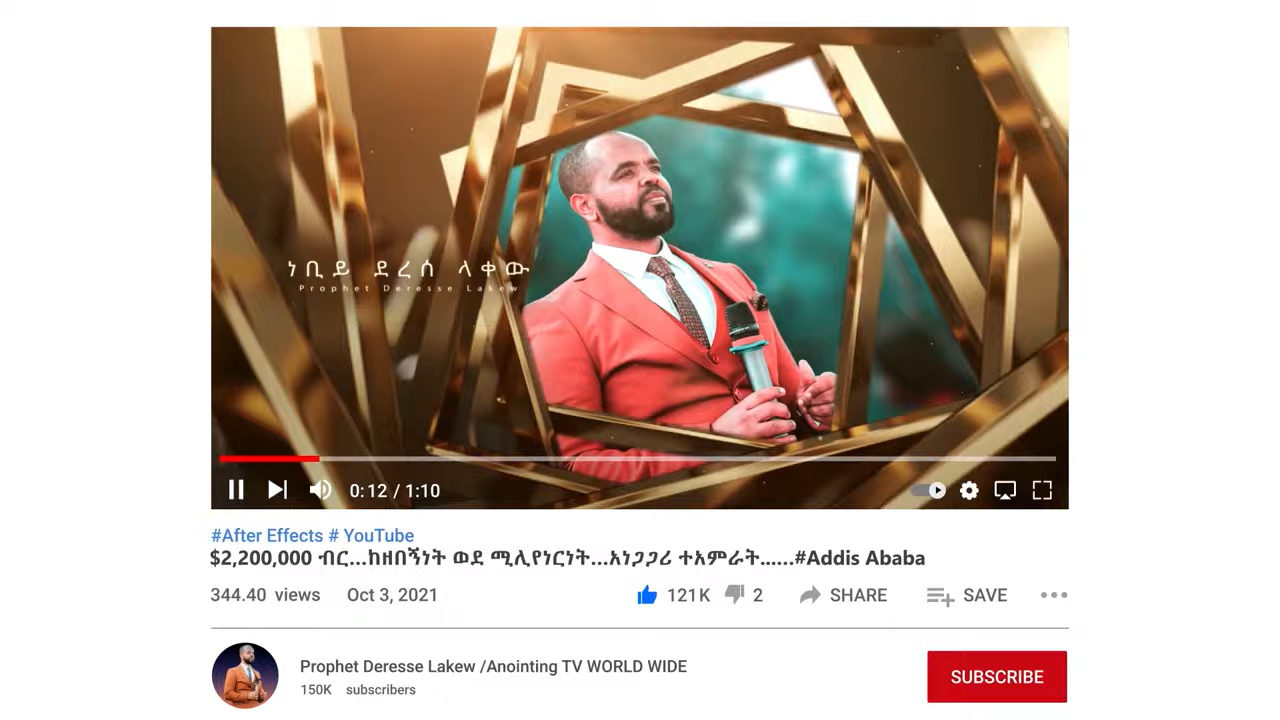 ነቢይ ደረሰ ላቀው
Prophet Deresse Lakew
0:12 / 1:10
#After Effects # YouTube
$2,200,000 ብር...ከዘበኝነት ወደ ሚሊየነርነት...አነጋጋሪ ተአምራት......#Addis Ababa
344.40 views Oct 3, 2021 121K 2 SHARE SAVE
Prophet Deresse Lakew /Anointing TV WORLD WIDE
150K subscribers
SUBSCRIBE